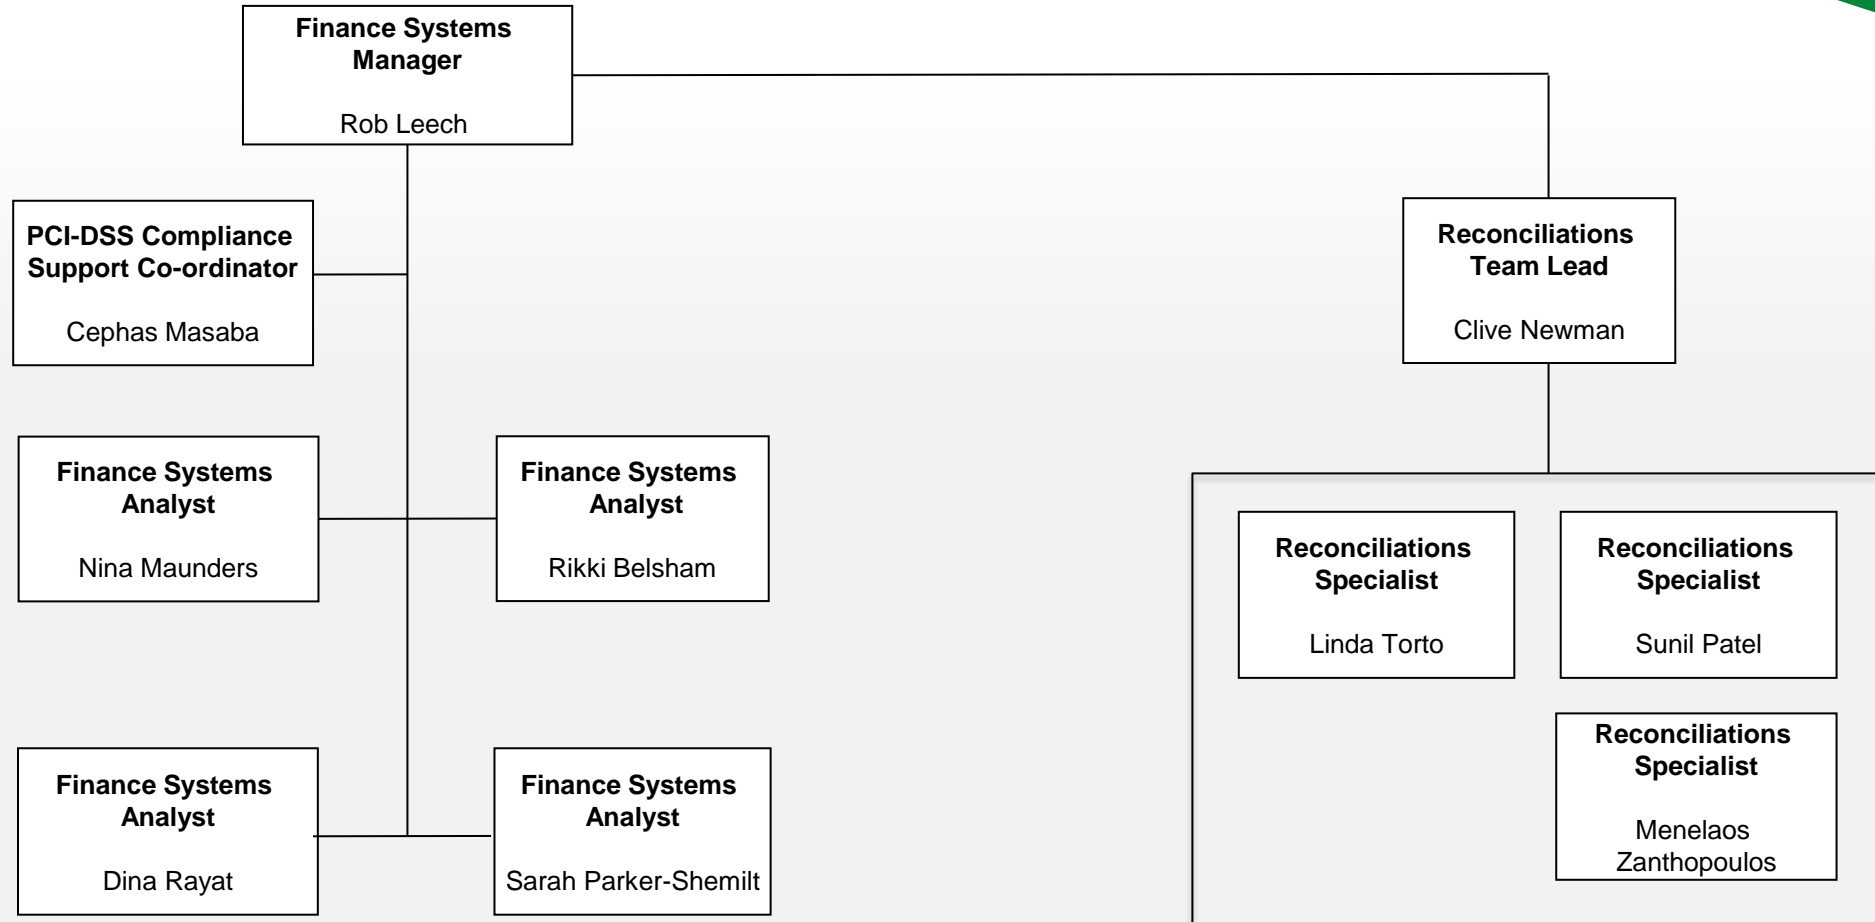 Finance Systems
Manager
Rob Leech
PCI-DSS Compliance
Support Co-ordinator
Cephas Masaba
Reconciliations
Team Lead
Clive Newman
Finance Systems
Analyst
Nina Maunders
Finance Systems
Analyst
Rikki Belsham
Reconciliations
Specialist
Linda Torto
Reconciliations
Specialist
Sunil Patel
Reconciliations
Specialist
Menelaos
Zanthopoulos
Finance Systems
Analyst
Dina Rayat
Finance Systems
Analyst
Sarah Parker-Shemilt